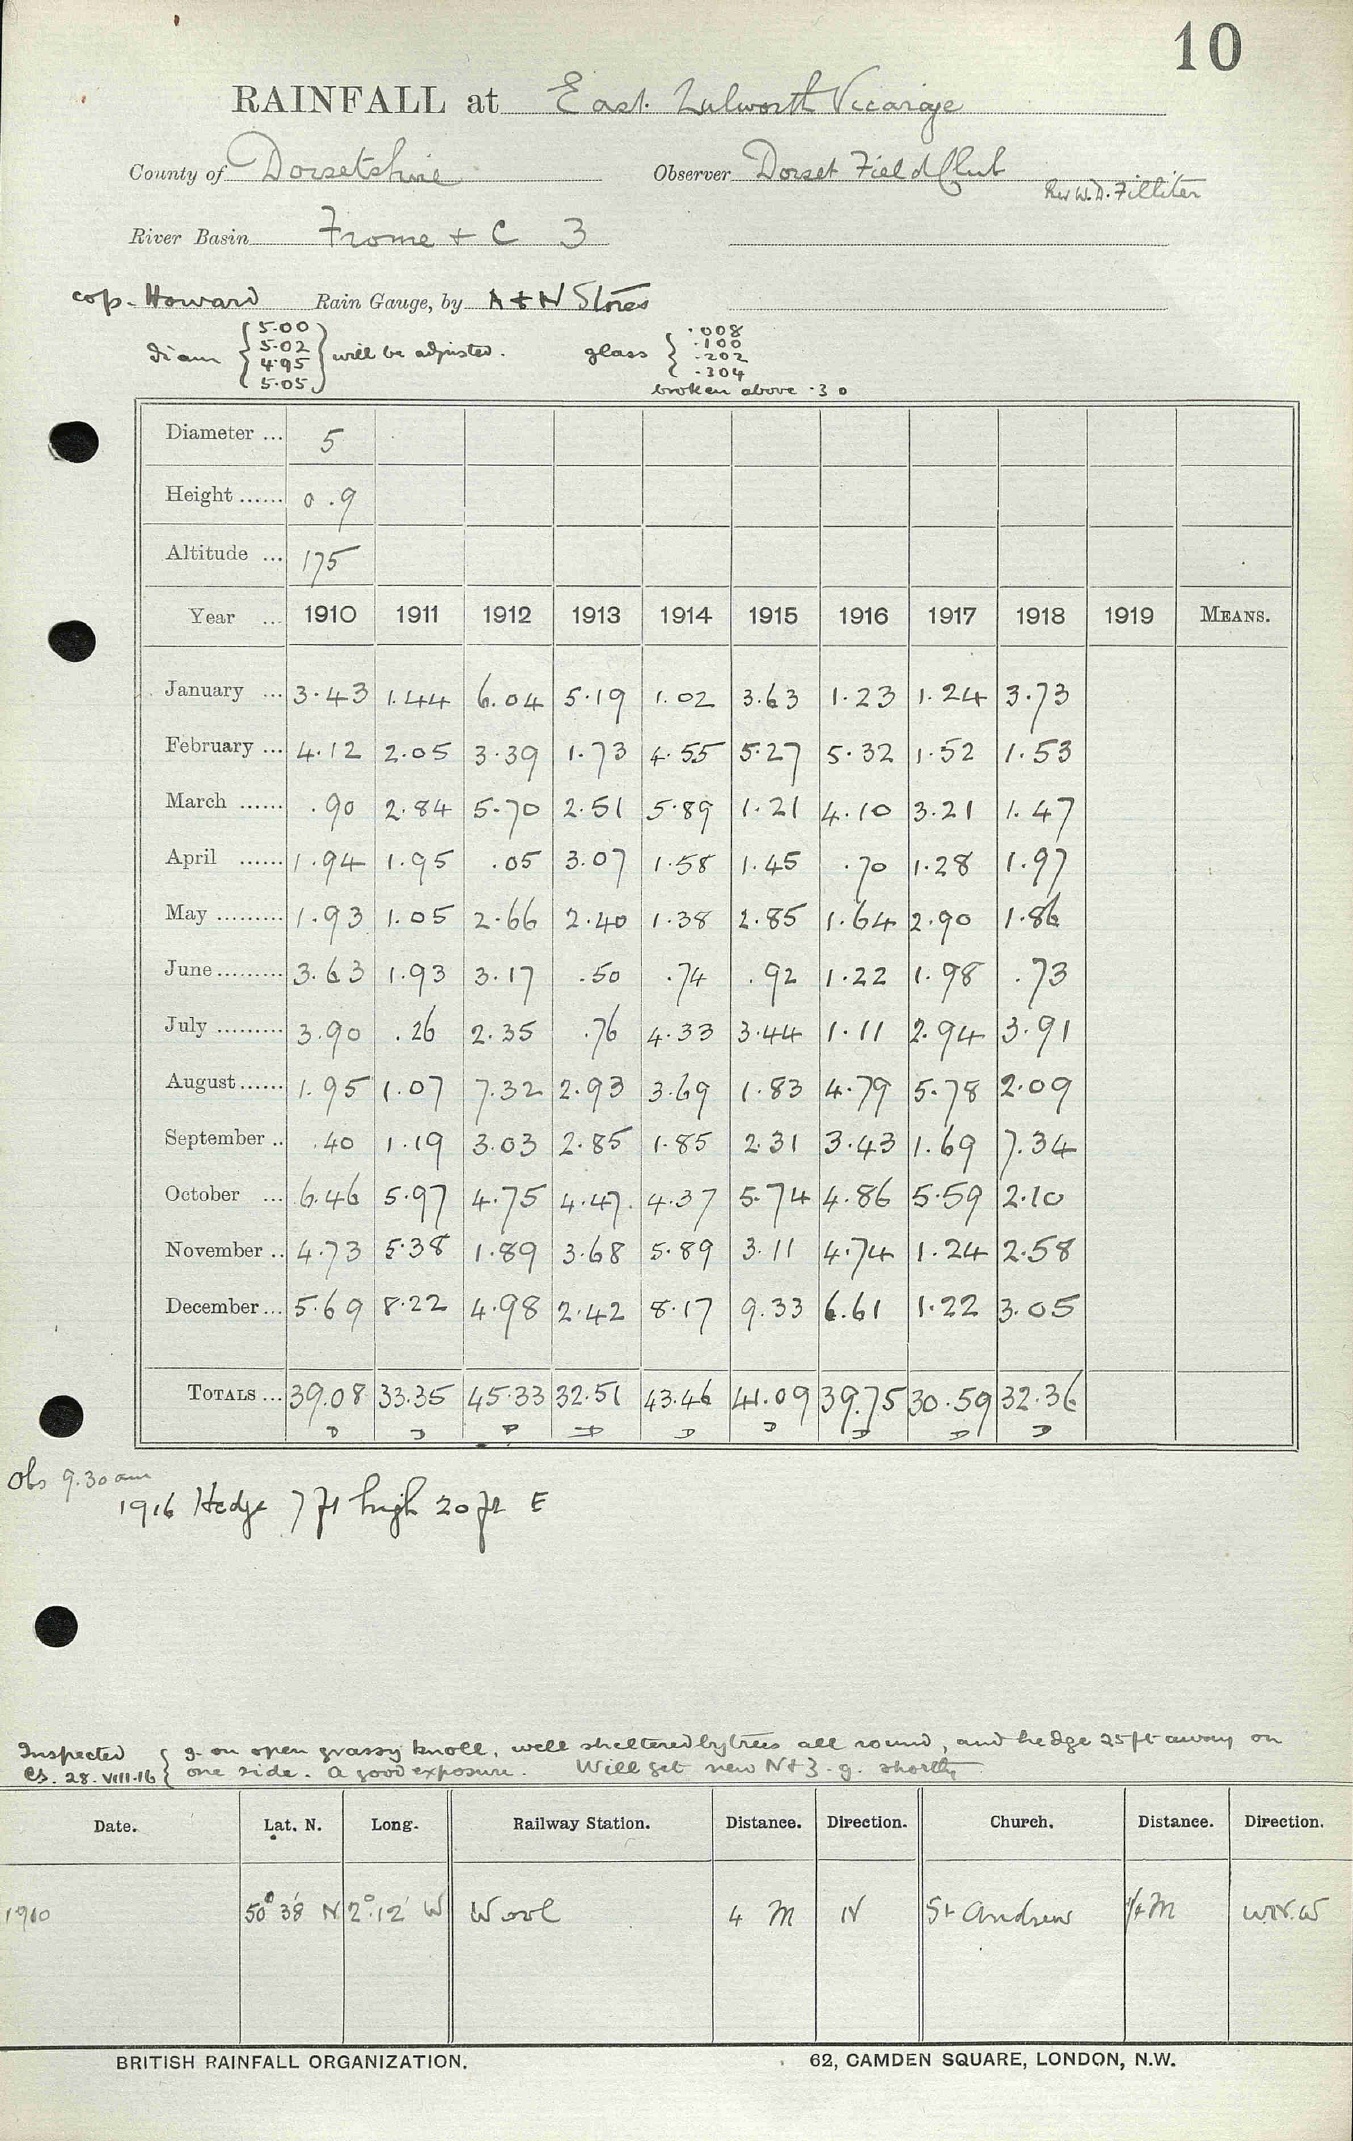 10
RAINFALL at East Lulworth Vicarage
County of Dorsetshire Observer Dorset Field Club
Rev W.D. Filliter
River Basin Frome + C 3
cop. Howard Rain Gauge, by A + N Stores
diam { 5.00 5.02 4.95 5.05 } will be adjusted. glass { .008 .100 .202 .304
broken above .30
Diameter ... 5
Height ...... 0.9
Altitude ... 175
Year ... 1910 1911 1912 1913 1914 1915 1916 1917 1918 1919 MEANS.
January ... 3.43 1.44 6.04 5.19 1.02 3.63 1.23 1.24 3.73
February ... 4.12 2.05 3.39 1.73 4.55 5.27 5.32 1.52 1.53
March ...... .90 2.84 5.70 2.51 5.89 1.21 4.10 3.21 1.47
April ...... 1.94 1.95 .05 3.07 1.58 1.45 .70 1.28 1.97
May ......... 1.93 1.05 2.66 2.40 1.38 2.85 1.64 2.90 1.86
June ......... 3.63 1.93 3.17 .50 .74 .92 1.22 1.98 .73
July ......... 3.90 .26 2.35 .76 4.33 3.44 1.11 2.94 3.91
August ...... 1.95 1.07 7.32 2.93 3.69 1.83 4.79 5.78 2.09
September .. .40 1.19 3.03 2.85 1.85 2.31 3.43 1.69 7.34
October ... 6.46 5.97 4.75 4.47 4.37 5.74 4.86 5.59 2.10
November .. 4.73 5.38 1.89 3.68 5.89 3.11 4.74 1.24 2.58
December ... 5.69 8.22 4.98 2.42 8.17 9.33 6.61 1.22 3.05
TOTALS ... 39.08 33.35 45.33 32.51 43.46 41.09 39.75 30.59 32.36
D D D D D D D D D
Obs 9.30 am
1916 Hedge 7 ft high 20 ft E
Inspected { g. on open grassy knoll, well sheltered by trees all round, and hedge 25 ft away on
CS. 28.VIII.16 { one side. A good exposure. Will get new N+Z. g. shortly
Date. Lat. N. Long. Railway Station. Distance. Direction. Church. Distance. Direction.
1910 50° 38' N 2° 12' W Wool 4 M N St Andrew 1/4 M W.N.W
BRITISH RAINFALL ORGANIZATION. 62, CAMDEN SQUARE, LONDON, N.W.